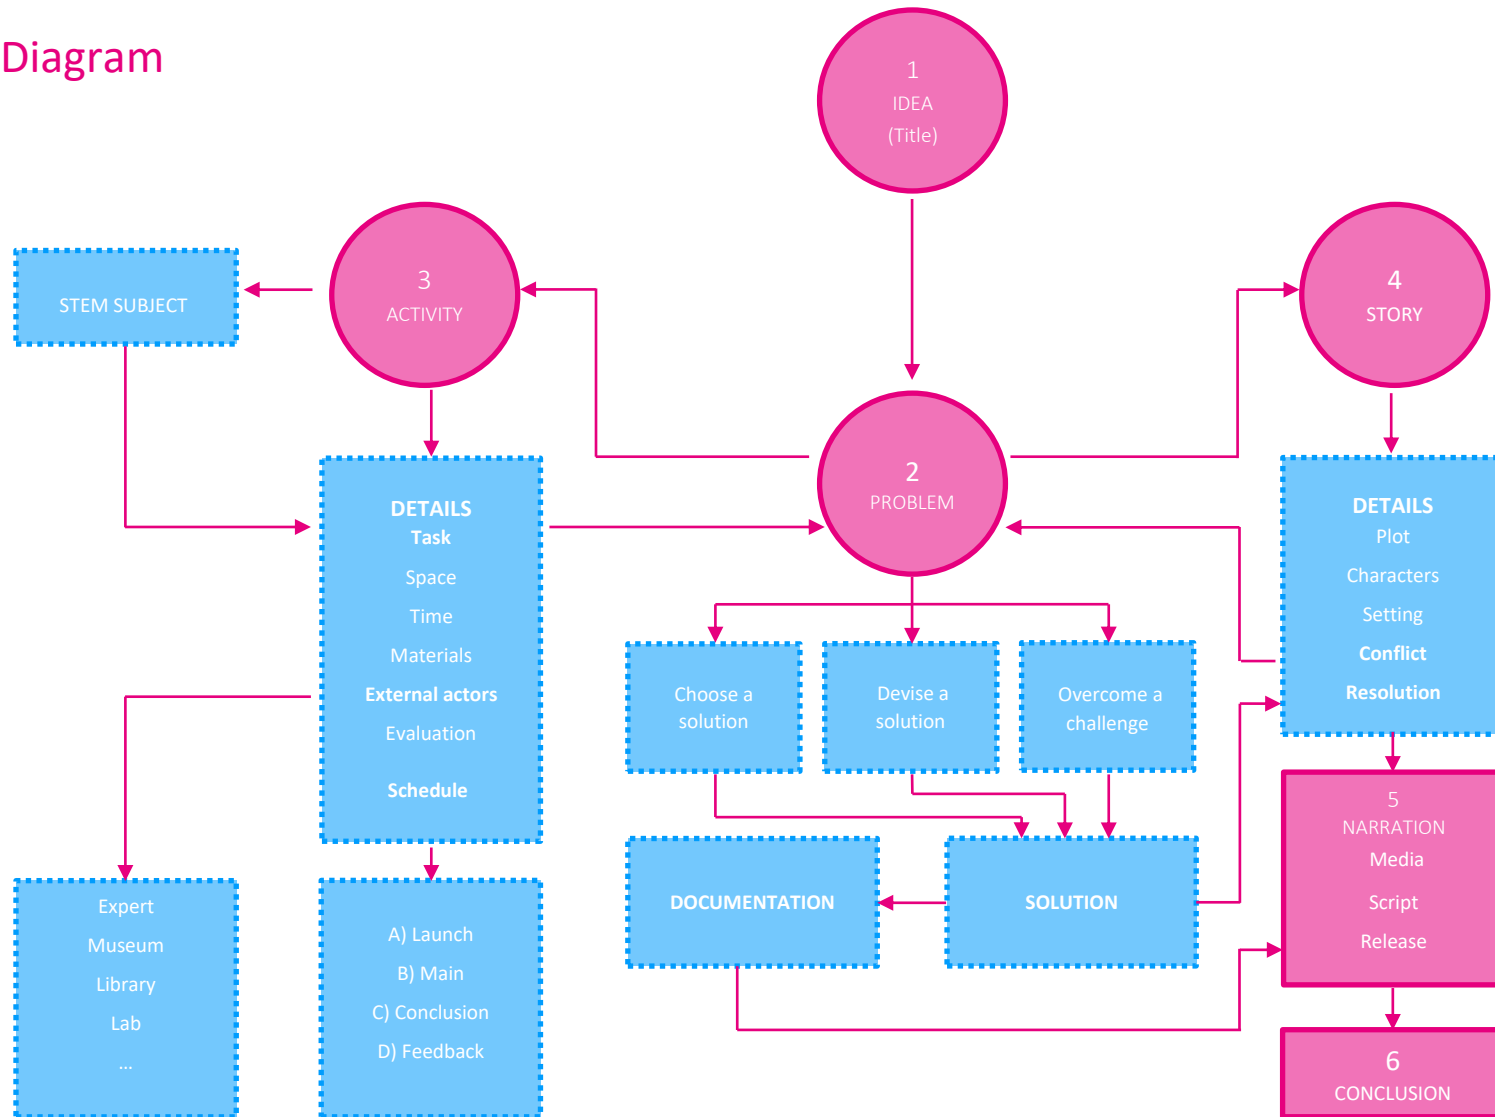 Diagram
1
IDEA
(Title)
3
ACTIVITY
STEM SUBJECT
4
STORY
2
PROBLEM
DETAILS
Task
Space
Time
Materials
External actors
Evaluation
Schedule
DETAILS
Plot
Characters
Setting
Conflict
Resolution
Choose a
solution
Devise a
solution
Overcome a
challenge
DOCUMENTATION
SOLUTION
5
NARRATION
Media
Script
Release
Expert
Museum
Library
Lab
...
A) Launch
B) Main
C) Conclusion
D) Feedback
6
CONCLUSION